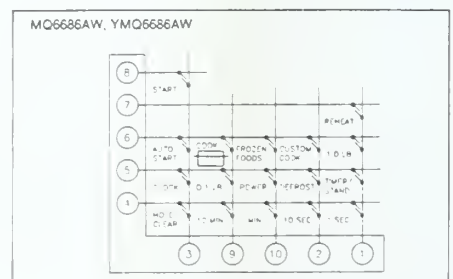 MQ6686AW, YMQ6686AW
8
START
7
REHEAT
6
AUTO START
COOK
FROZEN FOODS
CUSTOM COOK
1.0 LB
5
CLOCK
0.1 LB
POWER
DEFROST
TIMER/ STAND
HOLD CLEAR
10 MIN
MIN
10 SEC
1 SEC
3 9 10 2 1